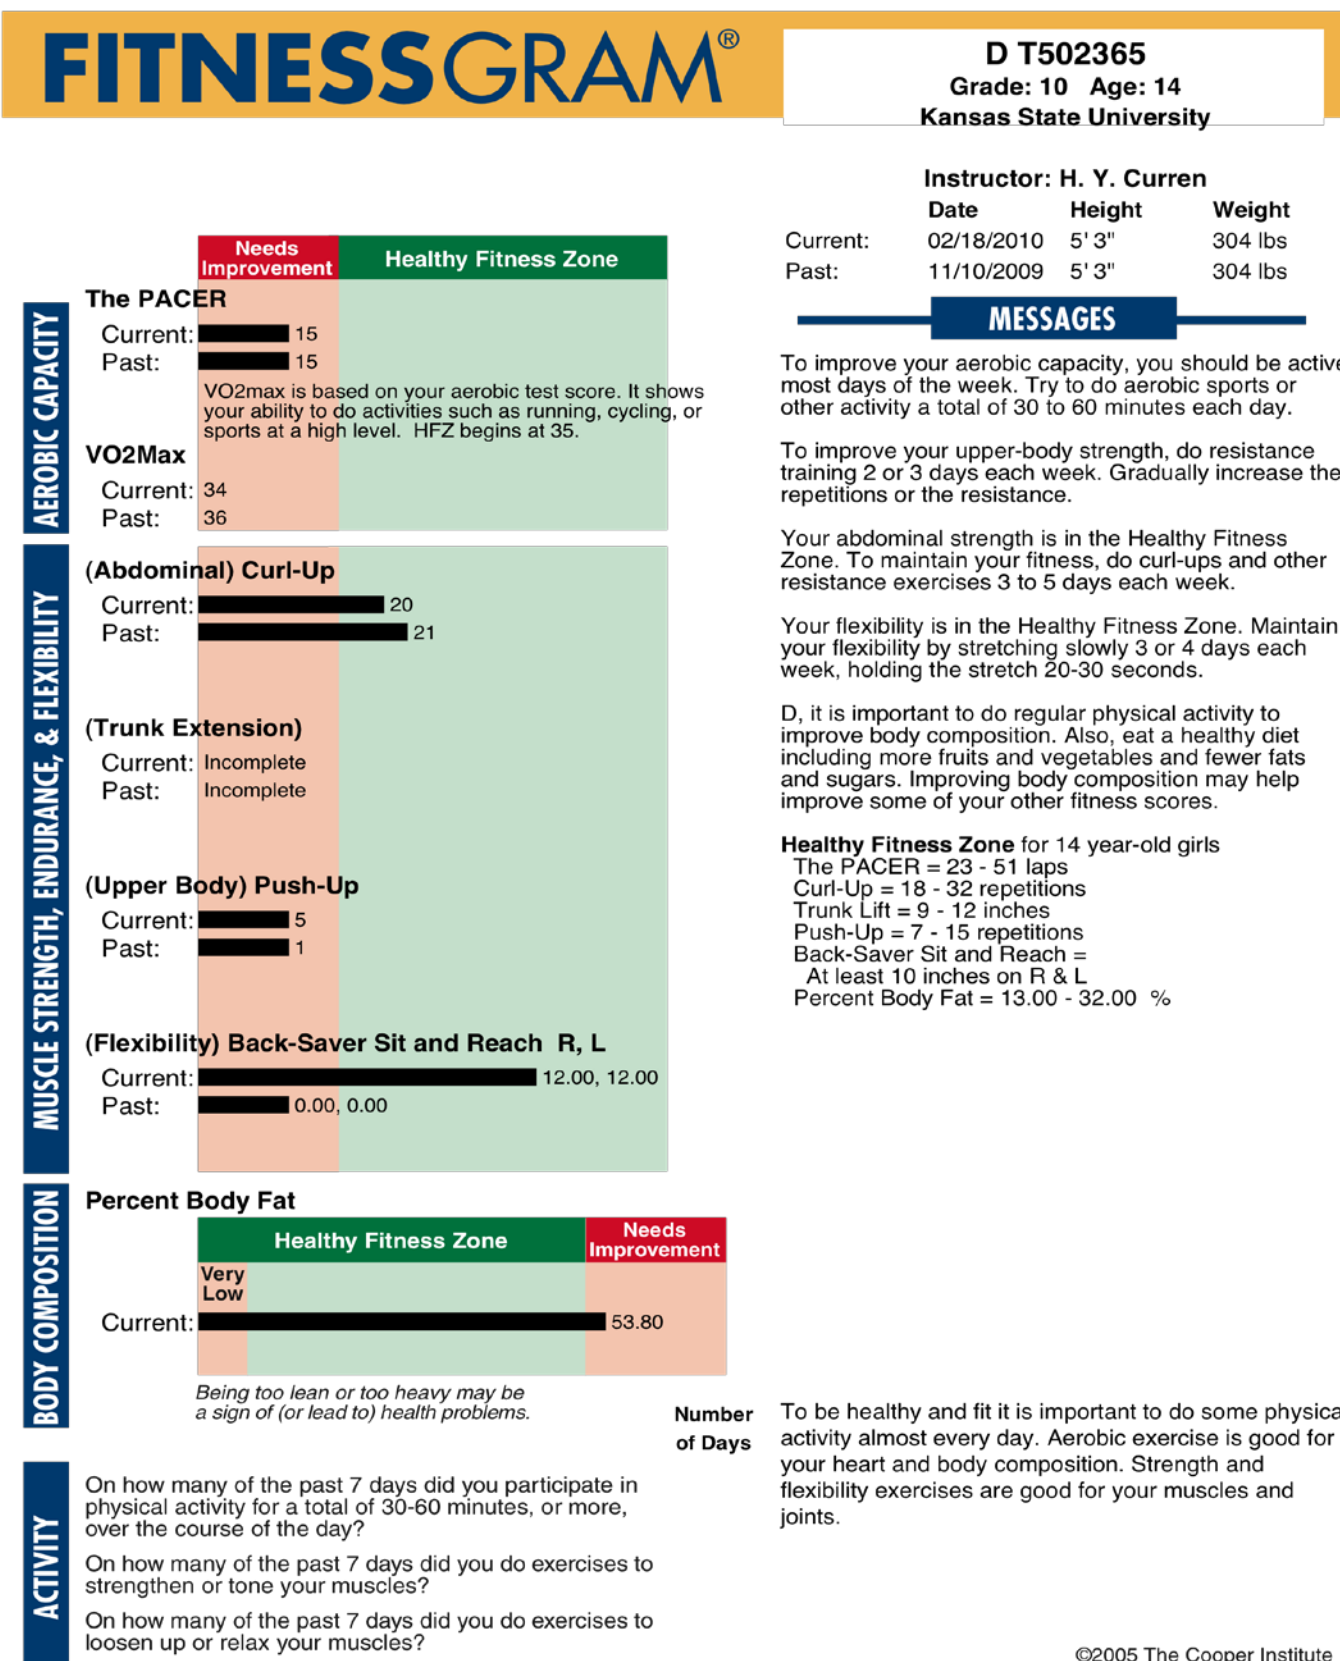 FITNESSGRAM®
D T502365
Grade: 10 Age: 14
Kansas State University
Instructor: H. Y. Curren
Date Height Weight
Current: 02/18/2010 5' 3" 304 lbs
Past: 11/10/2009 5' 3" 304 lbs
MESSAGES
To improve your aerobic capacity, you should be active
most days of the week. Try to do aerobic sports or
other activity a total of 30 to 60 minutes each day.
To improve your upper-body strength, do resistance
training 2 or 3 days each week. Gradually increase the
repetitions or the resistance.
Your abdominal strength is in the Healthy Fitness
Zone. To maintain your fitness, do curl-ups and other
resistance exercises 3 to 5 days each week.
Your flexibility is in the Healthy Fitness Zone. Maintain
your flexibility by stretching slowly 3 or 4 days each
week, holding the stretch 20-30 seconds.
D, it is important to do regular physical activity to
improve body composition. Also, eat a healthy diet
including more fruits and vegetables and fewer fats
and sugars. Improving body composition may help
improve some of your other fitness scores.
Healthy Fitness Zone for 14 year-old girls
The PACER = 23 - 51 laps
Curl-Up = 18 - 32 repetitions
Trunk Lift = 9 - 12 inches
Push-Up = 7 - 15 repetitions
Back-Saver Sit and Reach =
At least 10 inches on R & L
Percent Body Fat = 13.00 - 32.00 %
Needs
Improvement
Healthy Fitness Zone
AEROBIC CAPACITY
The PACER
Current: 15
Past: 15
VO2max is based on your aerobic test score. It shows
your ability to do activities such as running, cycling, or
sports at a high level. HFZ begins at 35.
VO2Max
Current: 34
Past: 36
MUSCLE STRENGTH, ENDURANCE, & FLEXIBILITY
(Abdominal) Curl-Up
Current: 20
Past: 21
(Trunk Extension)
Current: Incomplete
Past: Incomplete
(Upper Body) Push-Up
Current: 5
Past: 1
(Flexibility) Back-Saver Sit and Reach R, L
Current: 12.00, 12.00
Past: 0.00, 0.00
BODY COMPOSITION
Percent Body Fat
Healthy Fitness Zone
Needs
Improvement
Very
Low
Current: 53.80
Being too lean or too heavy may be
a sign of (or lead to) health problems.
Number
of Days
ACTIVITY
On how many of the past 7 days did you participate in
physical activity for a total of 30-60 minutes, or more,
over the course of the day?
On how many of the past 7 days did you do exercises to
strengthen or tone your muscles?
On how many of the past 7 days did you do exercises to
loosen up or relax your muscles?
To be healthy and fit it is important to do some physica
activity almost every day. Aerobic exercise is good for
your heart and body composition. Strength and
flexibility exercises are good for your muscles and
joints.
©2005 The Cooper Institute